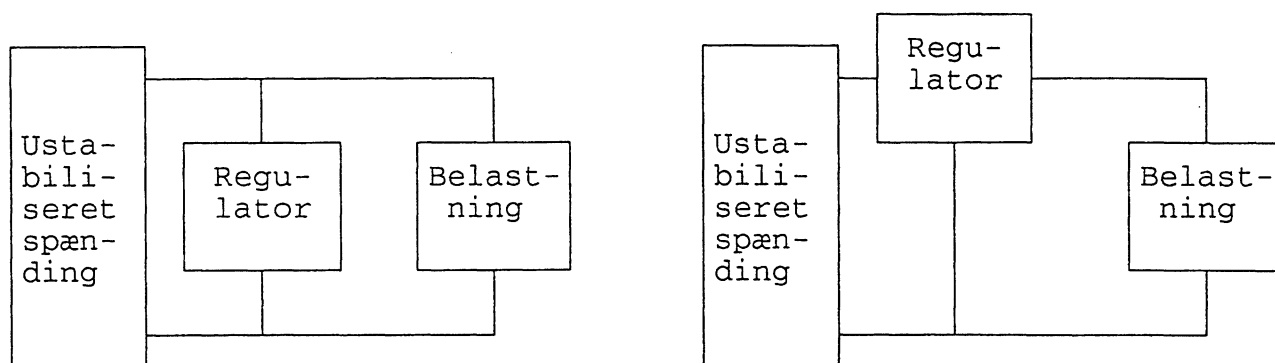 Usta-
bili-
seret
spæn-
ding
Regu-
lator
Belast-
ning
Usta-
bili-
seret
spæn-
ding
Regu-
lator
Belast-
ning